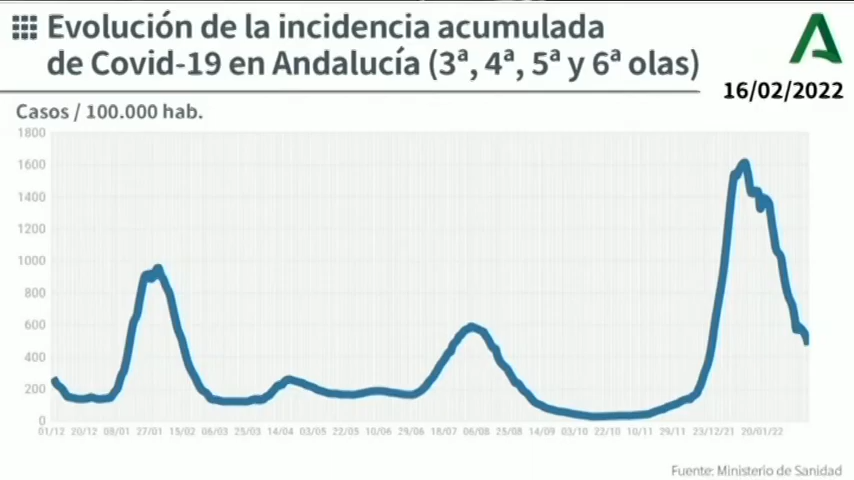 Evolución de la incidencia acumulada
de Covid-19 en Andalucía (3ª, 4ª, 5ª y 6ª olas)
16/02/2022
Casos / 100.000 hab.
1800
1600
1400
1200
1000
800
600
400
200
0
01/12 20/12 08/01 27/01 15/02 06/03 25/03 14/04 03/05 22/05 10/06 29/06 18/07 06/08 25/08 14/09 03/10 22/10 10/11 29/11 23/12/21 20/01/22
Fuente: Ministerio de Sanidad